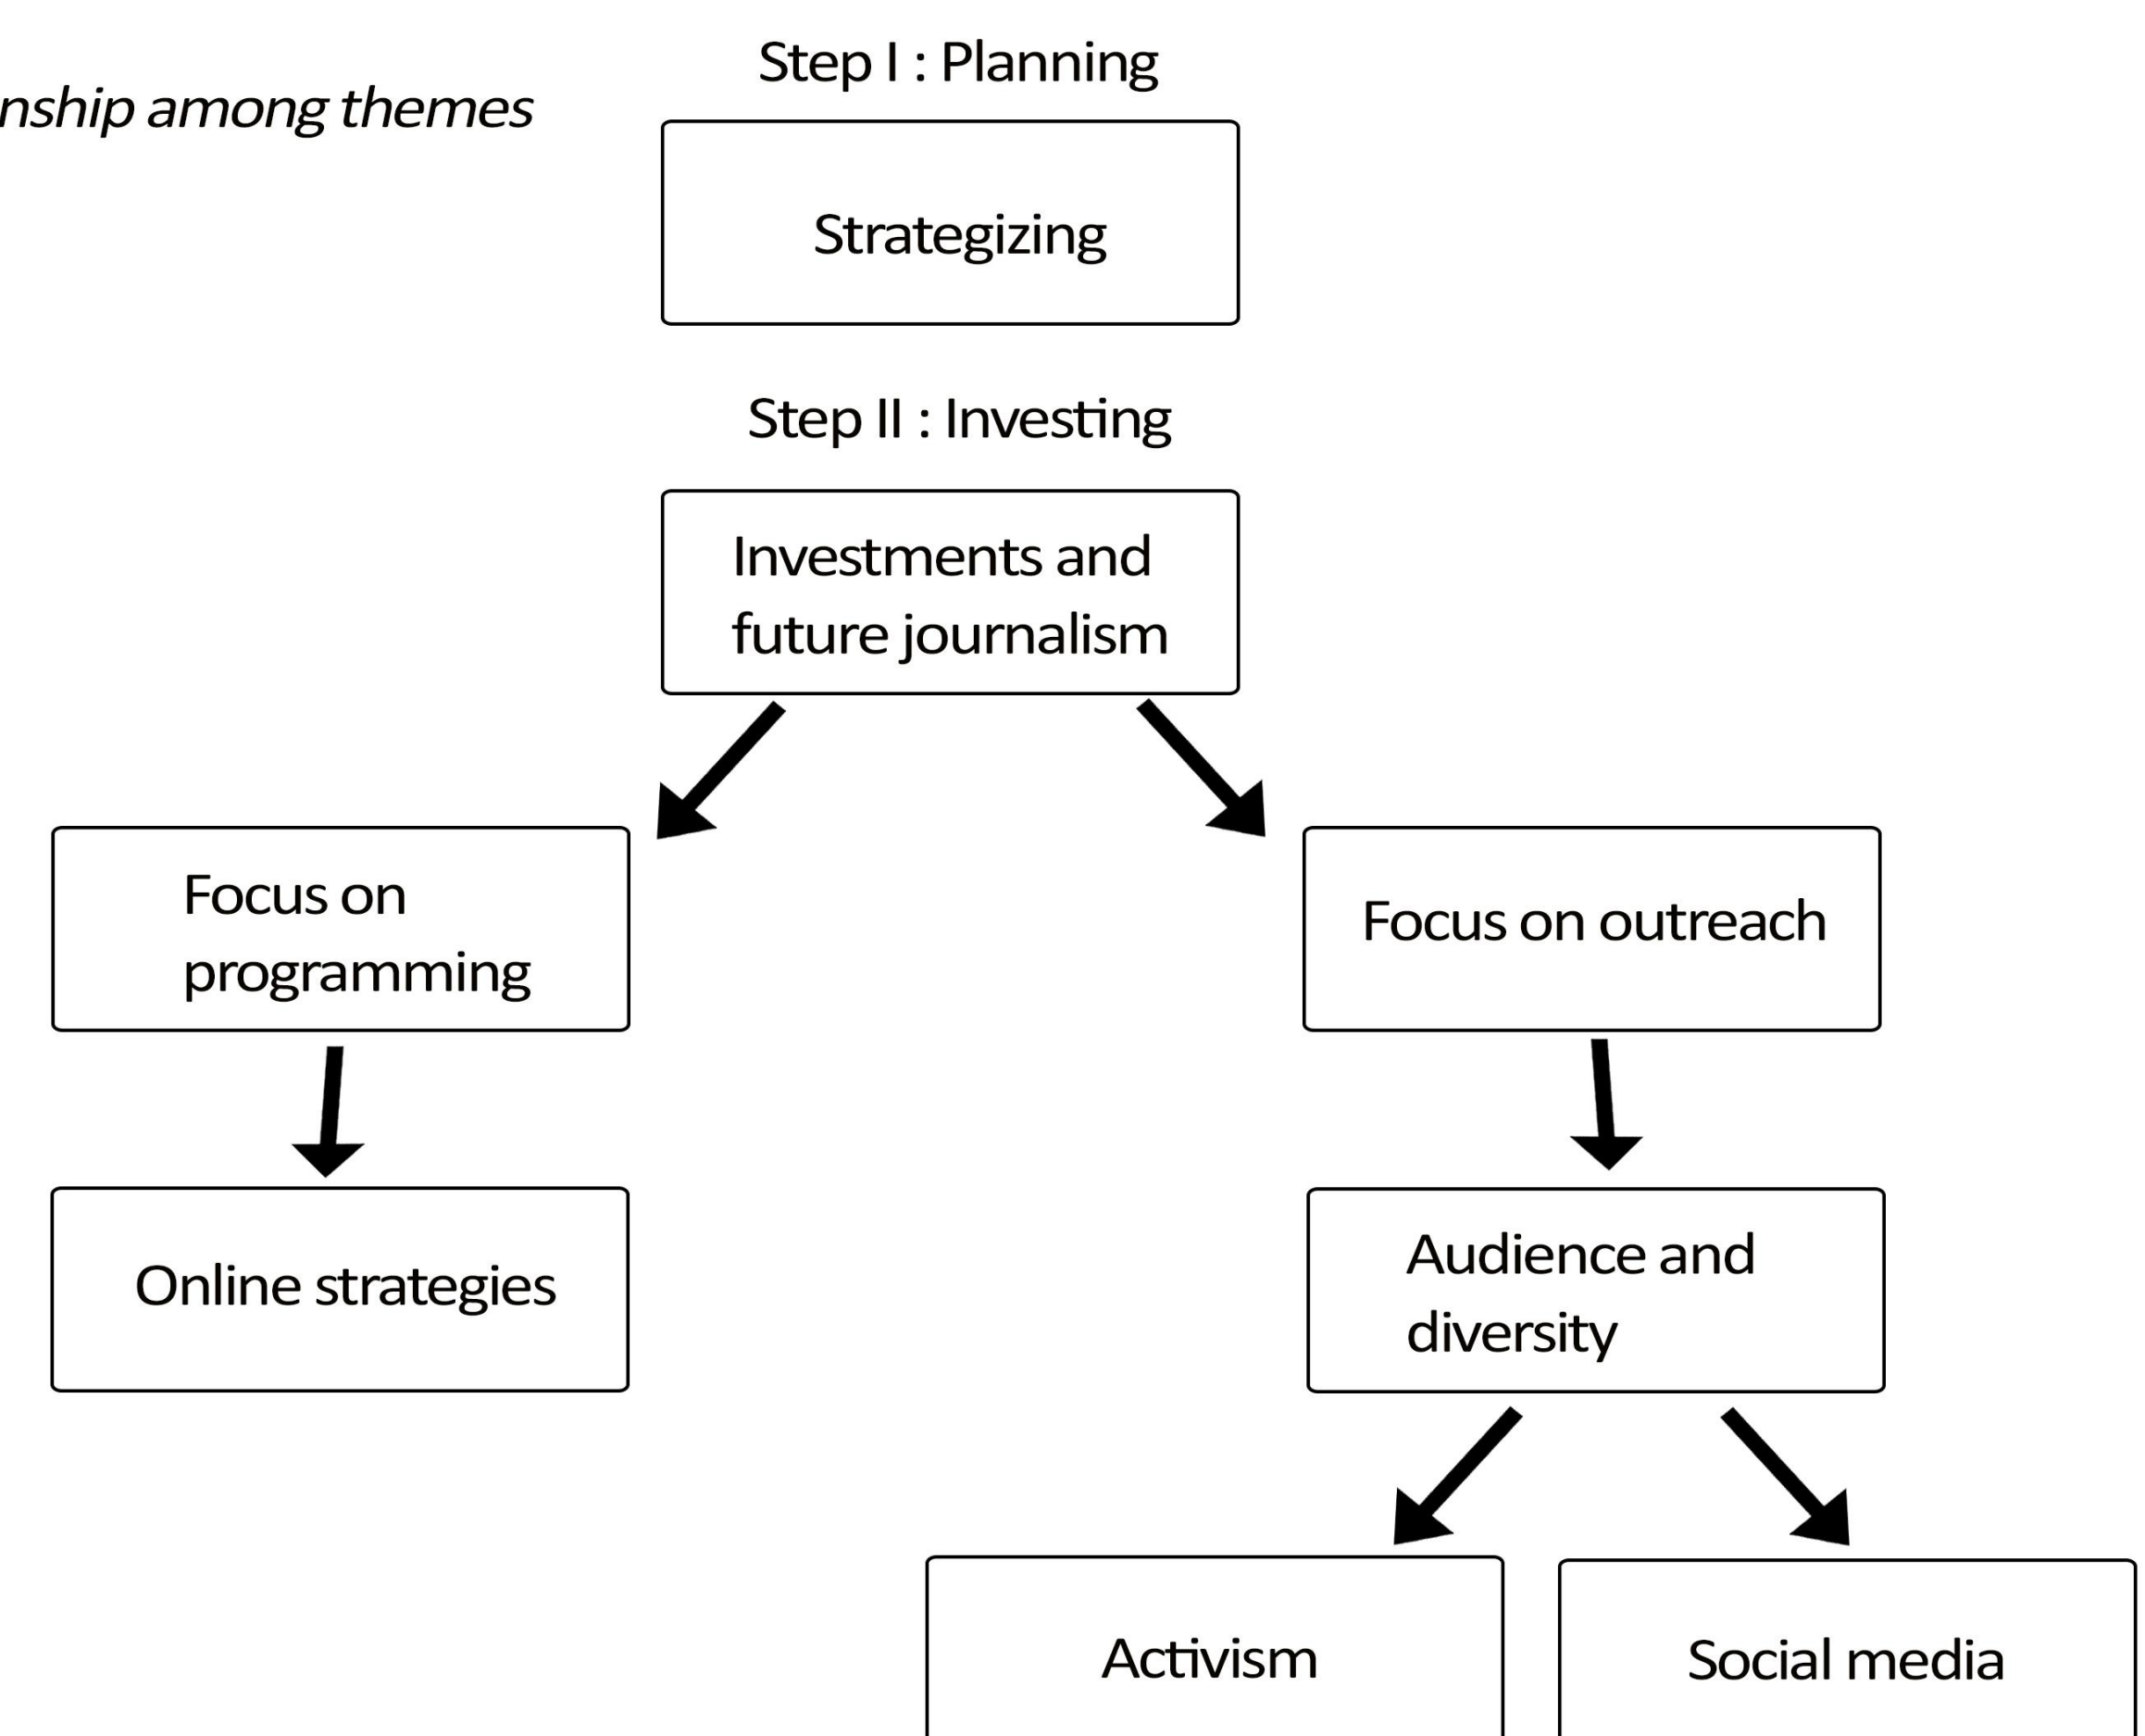 Step I : Planning
among themes
Strategizing
Step II : Investing
Investments and
future journalism
Focus on
programming
Focus on outreach
Online strategies
Audience and
diversity
Activism
Social media